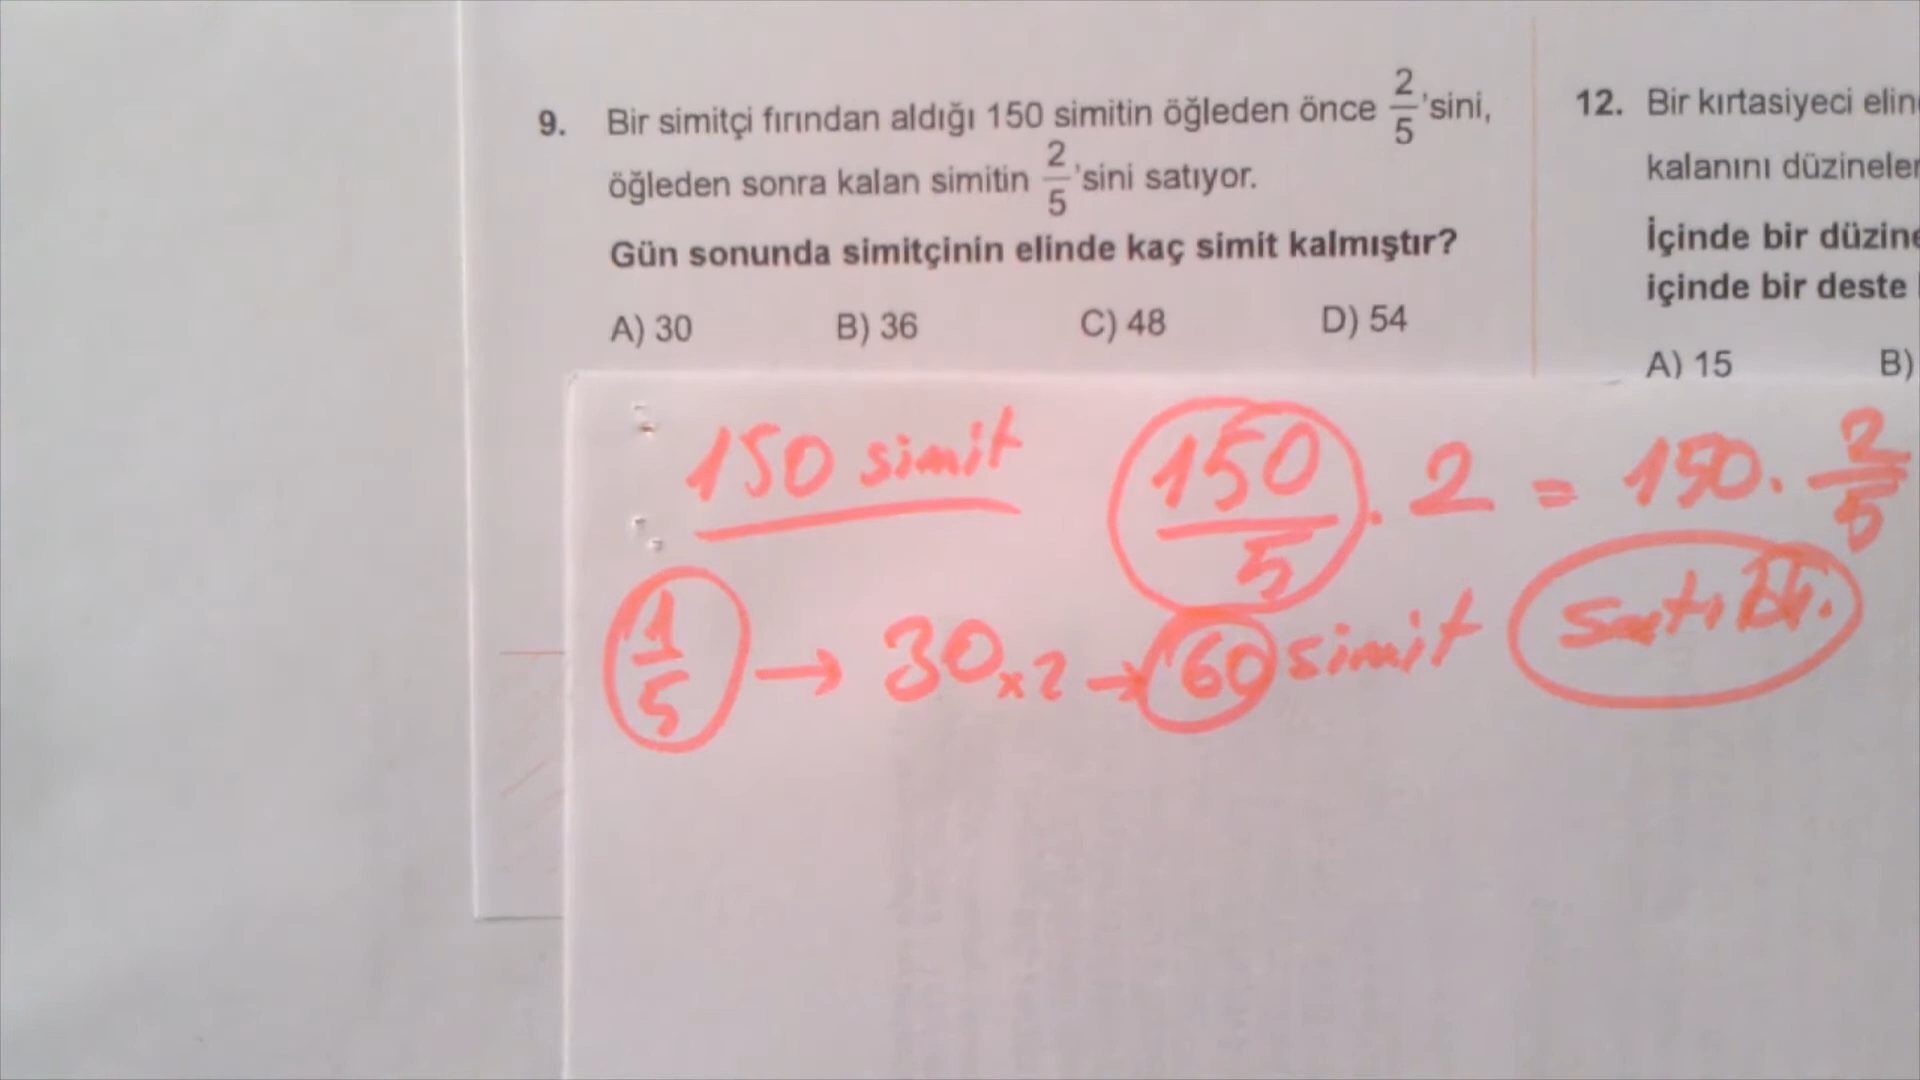 9. Bir simitçi fırından aldığı 150 simitin öğleden önce 2/5'sini,
öğleden sonra kalan simitin 2/5'sini satıyor.
Gün sonunda simitçinin elinde kaç simit kalmıştır?
A) 30 B) 36 C) 48 D) 54
12. Bir kırtasiyeci elin
kalanını düzineler
İçinde bir düzine
içinde bir deste
A) 15 B)
150 simit 150/5 . 2 = 150 . 2/5
1/5 → 30 x 2 → 60 simit